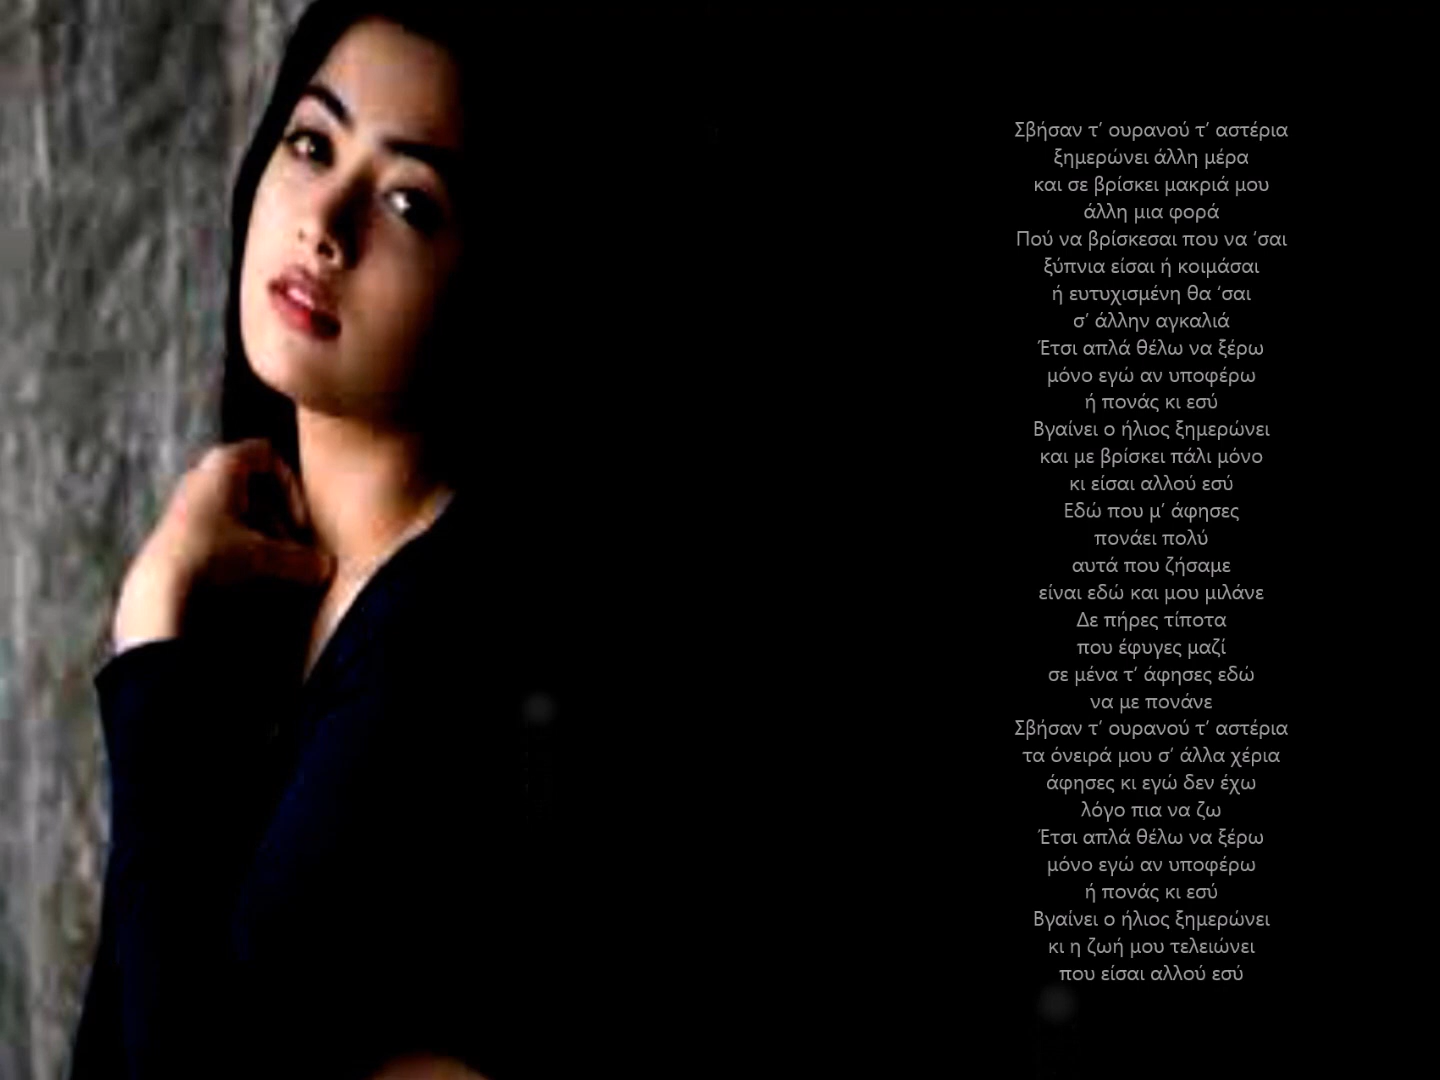 Σβήσαν τ’ ουρανού τ’ αστέρια
ξημερώνει άλλη μέρα
και σε βρίσκει μακριά μου
άλλη μια φορά
Πού να βρίσκεσαι που να ’σαι
ξύπνια είσαι ή κοιμάσαι
ή ευτυχισμένη θα ’σαι
σ’ άλλην αγκαλιά
Έτσι απλά θέλω να ξέρω
μόνο εγώ αν υποφέρω
ή πονάς κι εσύ
Βγαίνει ο ήλιος ξημερώνει
και με βρίσκει πάλι μόνο
κι είσαι αλλού εσύ
Εδώ που μ’ άφησες
πονάει πολύ
αυτά που ζήσαμε
είναι εδώ και μου μιλάνε
Δε πήρες τίποτα
που έφυγες μαζί
σε μένα τ’ άφησες εδώ
να με πονάνε
Σβήσαν τ’ ουρανού τ’ αστέρια
τα όνειρά μου σ’ άλλα χέρια
άφησες κι εγώ δεν έχω
λόγο πια να ζω
Έτσι απλά θέλω να ξέρω
μόνο εγώ αν υποφέρω
ή πονάς κι εσύ
Βγαίνει ο ήλιος ξημερώνει
κι η ζωή μου τελειώνει
που είσαι αλλού εσύ